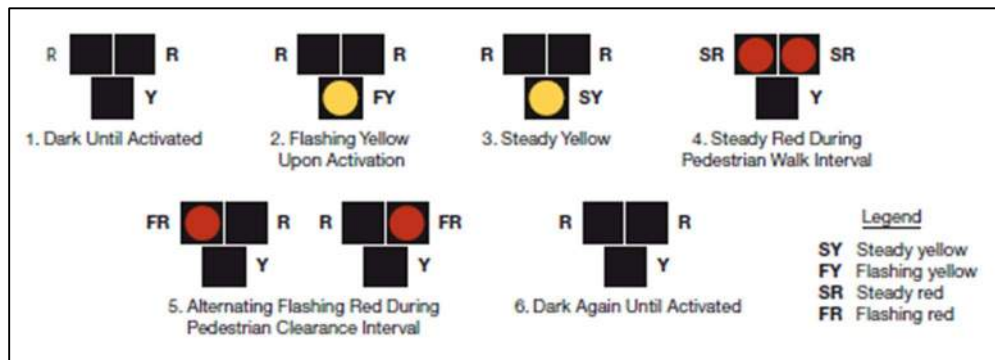 R R R R R R SR SR
Y FY SY Y
1. Dark Until Activated 2. Flashing Yellow 3. Steady Yellow 4. Steady Red During
Upon Activation Pedestrian Walk Interval
FR R R FR R R Legend
Y Y Y SY Steady yellow
5. Alternating Flashing Red During 6. Dark Again Until Activated FY Flashing yellow
Pedestrian Clearance Interval SR Steady red
FR Flashing red